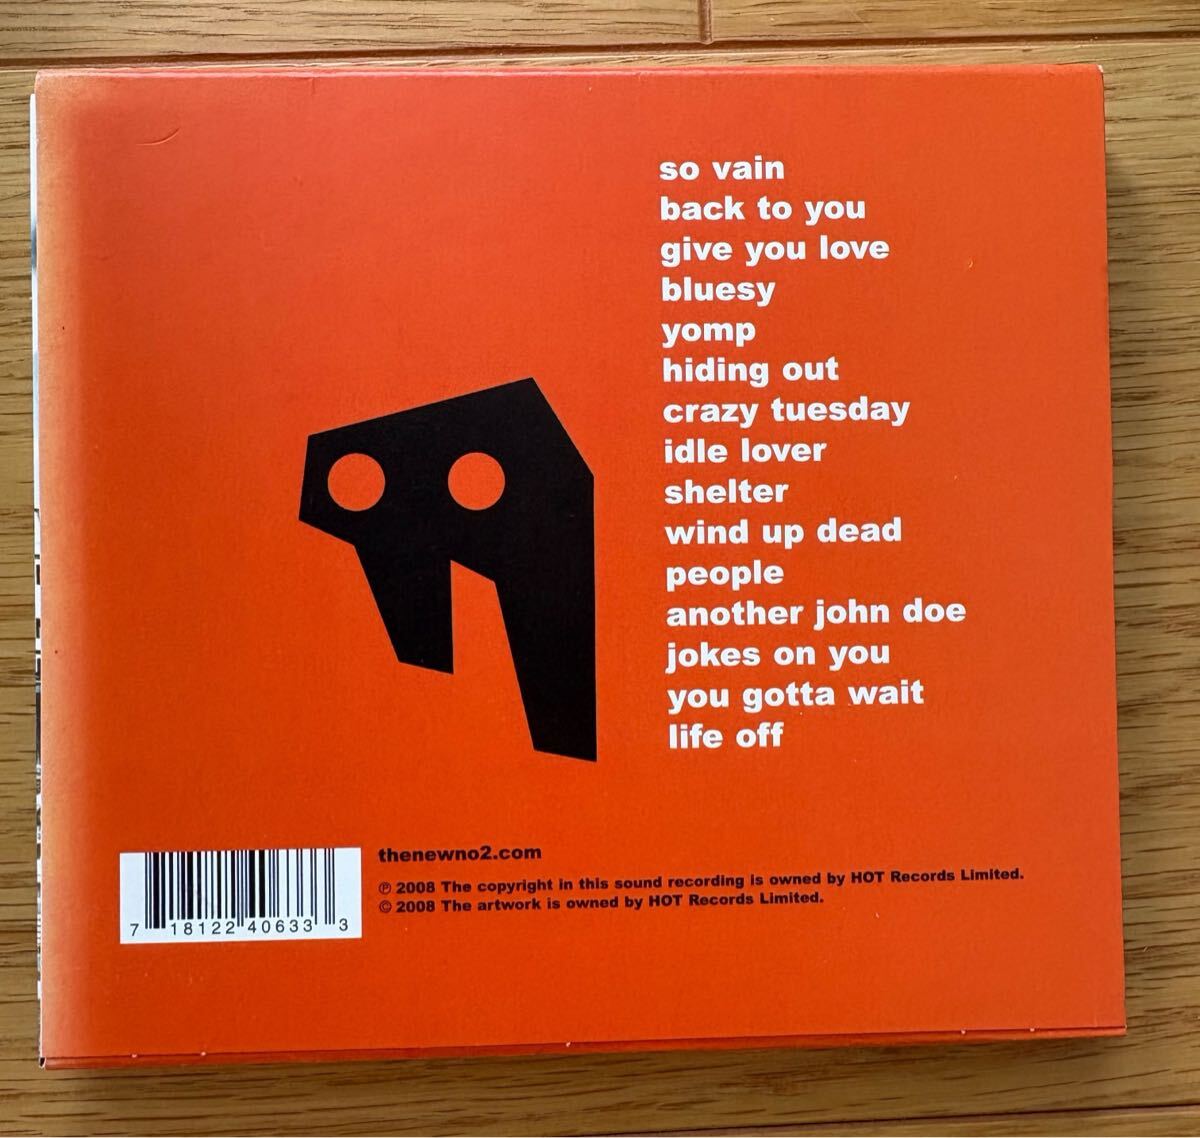 so vain
back to you
give you love
bluesy
yomp
hiding out
crazy tuesday
idle lover
shelter
wind up dead
people
another john doe
jokes on you
you gotta wait
life off
thenewno2.com
℗ 2008 The copyright in this sound recording is owned by HOT Records Limited.
© 2008 The artwork is owned by HOT Records Limited.
7 18122 40633 3